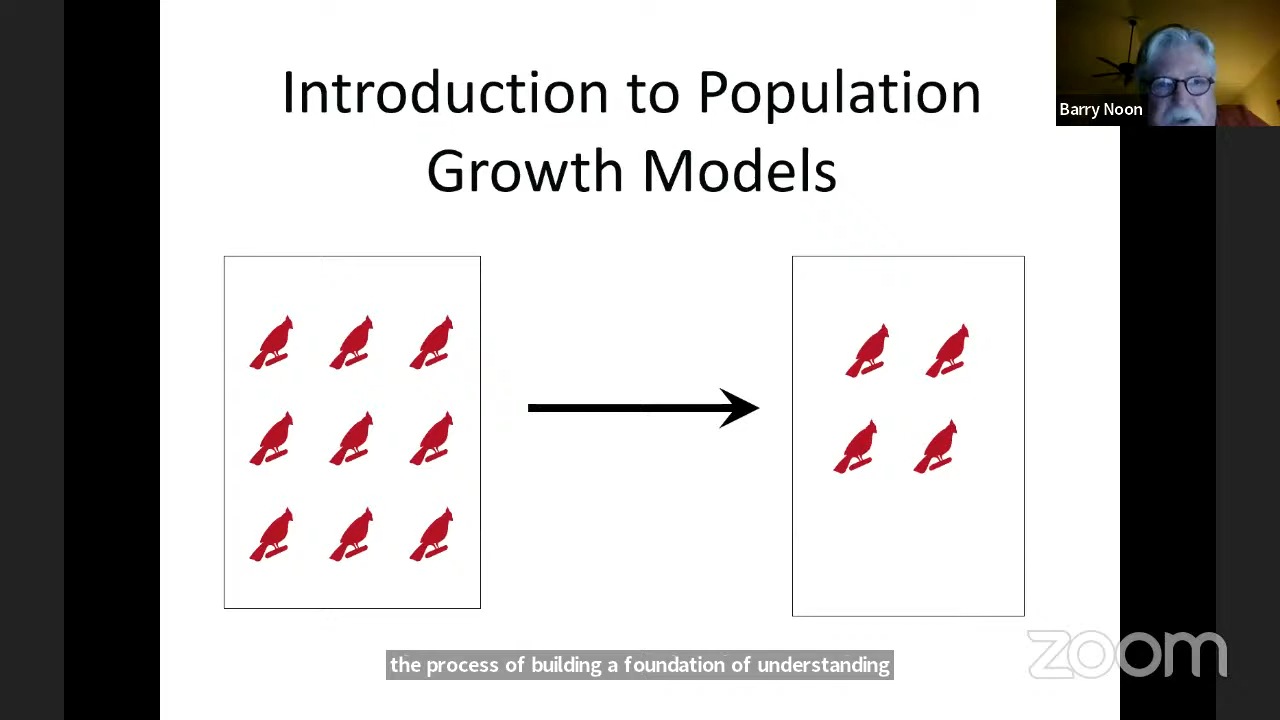 Introduction to Population
Growth Models
Barry Noon
the process of building a foundation of understanding
zoom